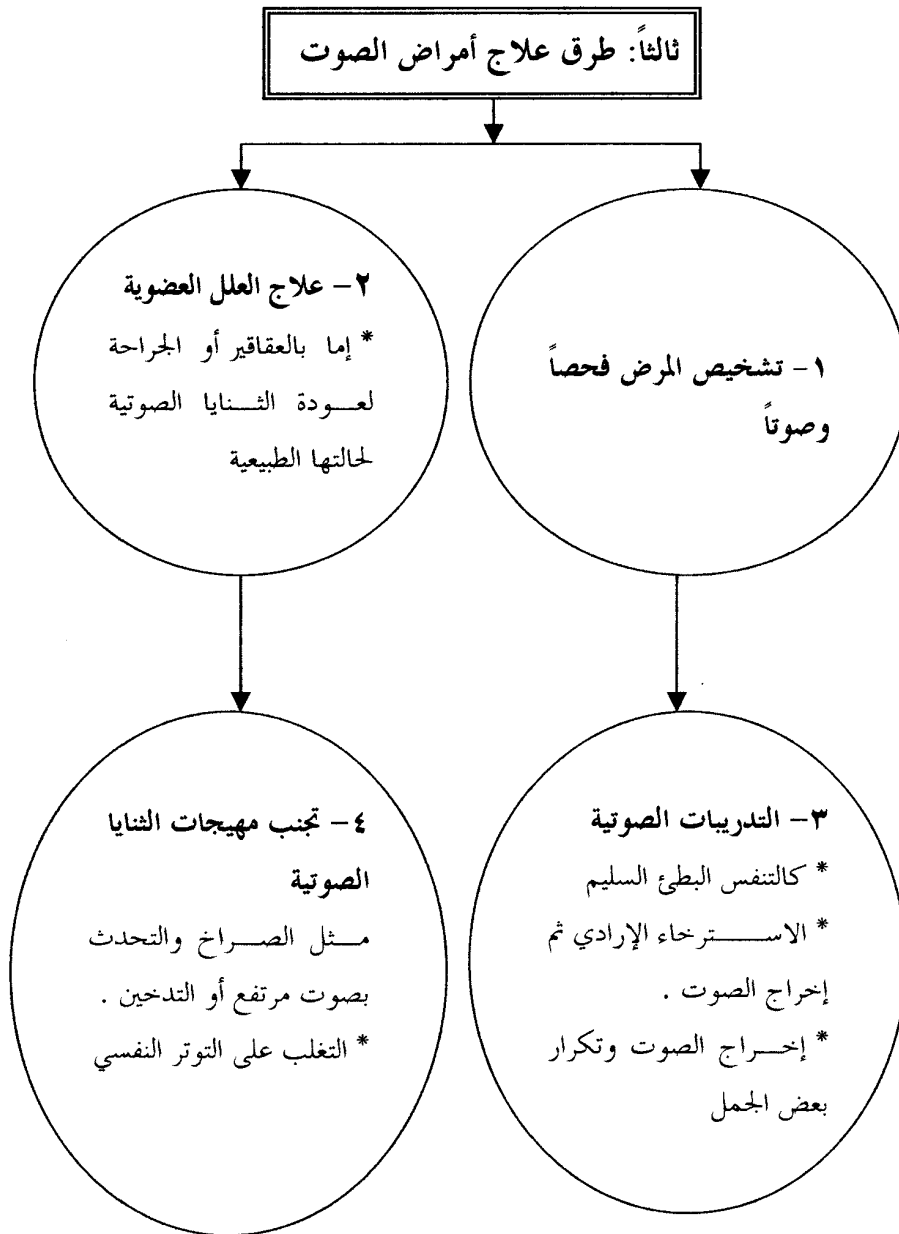 ثالثاً: طرق علاج أمراض الصوت
١- تشخيص المرض فحصاً
وصوتاً
٢- علاج العلل العضوية
* إما بالعقاقير أو الجراحة
لعودة الثنايا الصوتية
لحالتها الطبيعية
٣- التدريبات الصوتية
* كالتنفس البطئ السليم
* الاسترخاء الإرادي ثم
إخراج الصوت .
* إخراج الصوت وتكرار
بعض الجمل
٤- تجنب مهيجات الثنايا
الصوتية
مثل الصراخ والتحدث
بصوت مرتفع أو التدخين .
* التغلب على التوتر النفسي